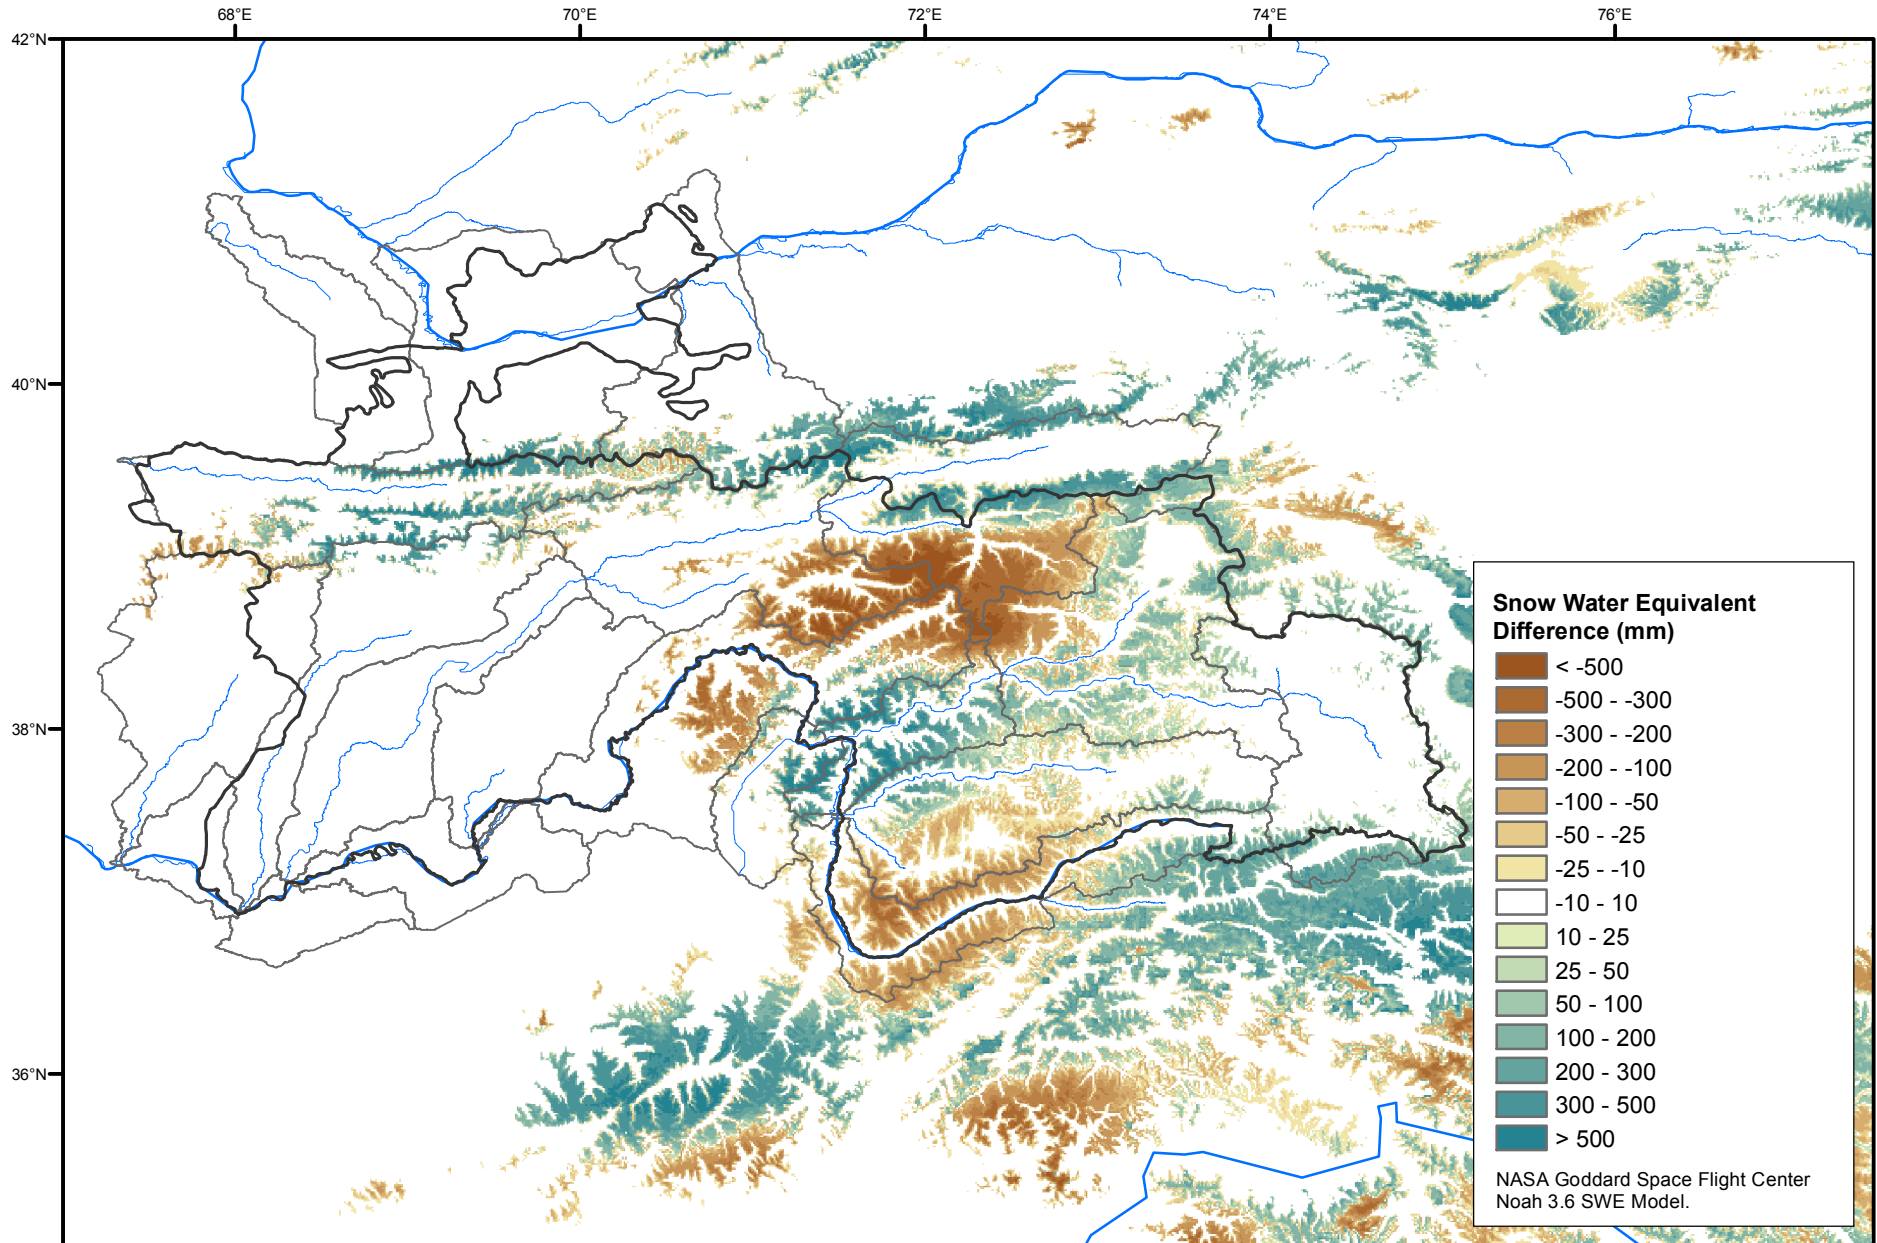 68°E 70°E 72°E 74°E 76°E
42°N
40°N
38°N
36°N
Snow Water Equivalent
Difference (mm)
< -500
-500 - -300
-300 - -200
-200 - -100
-100 - -50
-50 - -25
-25 - -10
-10 - 10
10 - 25
25 - 50
50 - 100
100 - 200
200 - 300
300 - 500
> 500
NASA Goddard Space Flight Center
Noah 3.6 SWE Model.